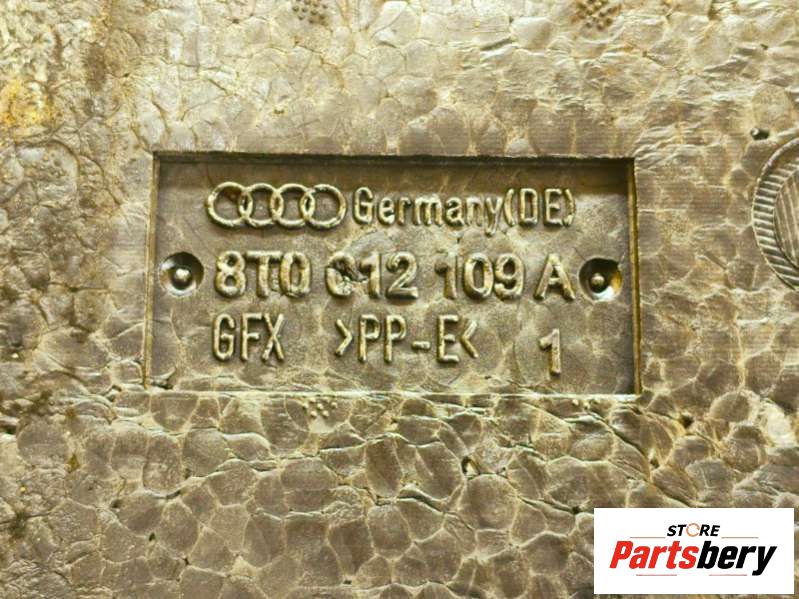 Germany(DE)
8T0 012 109 A
GFX >PP-E< 1
STORE
Partsbery